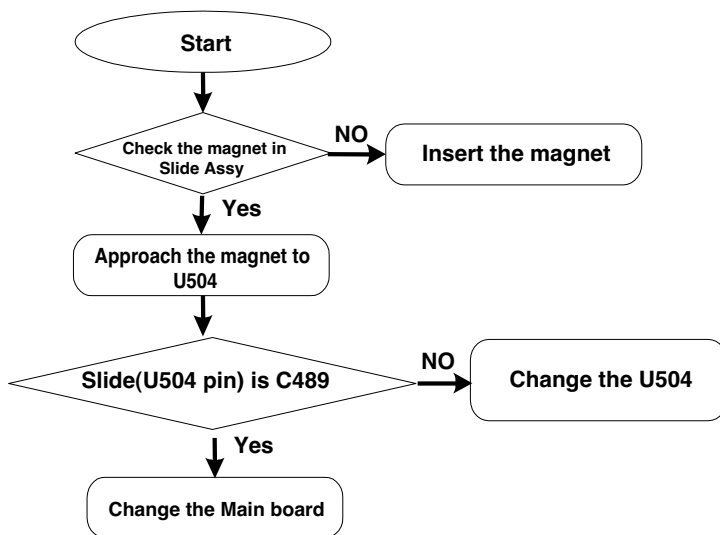 Start
Check the magnet in
Slide Assy
NO
Insert the magnet
Yes
Approach the magnet to
U504
Slide(U504 pin) is C489
NO
Change the U504
Yes
Change the Main board